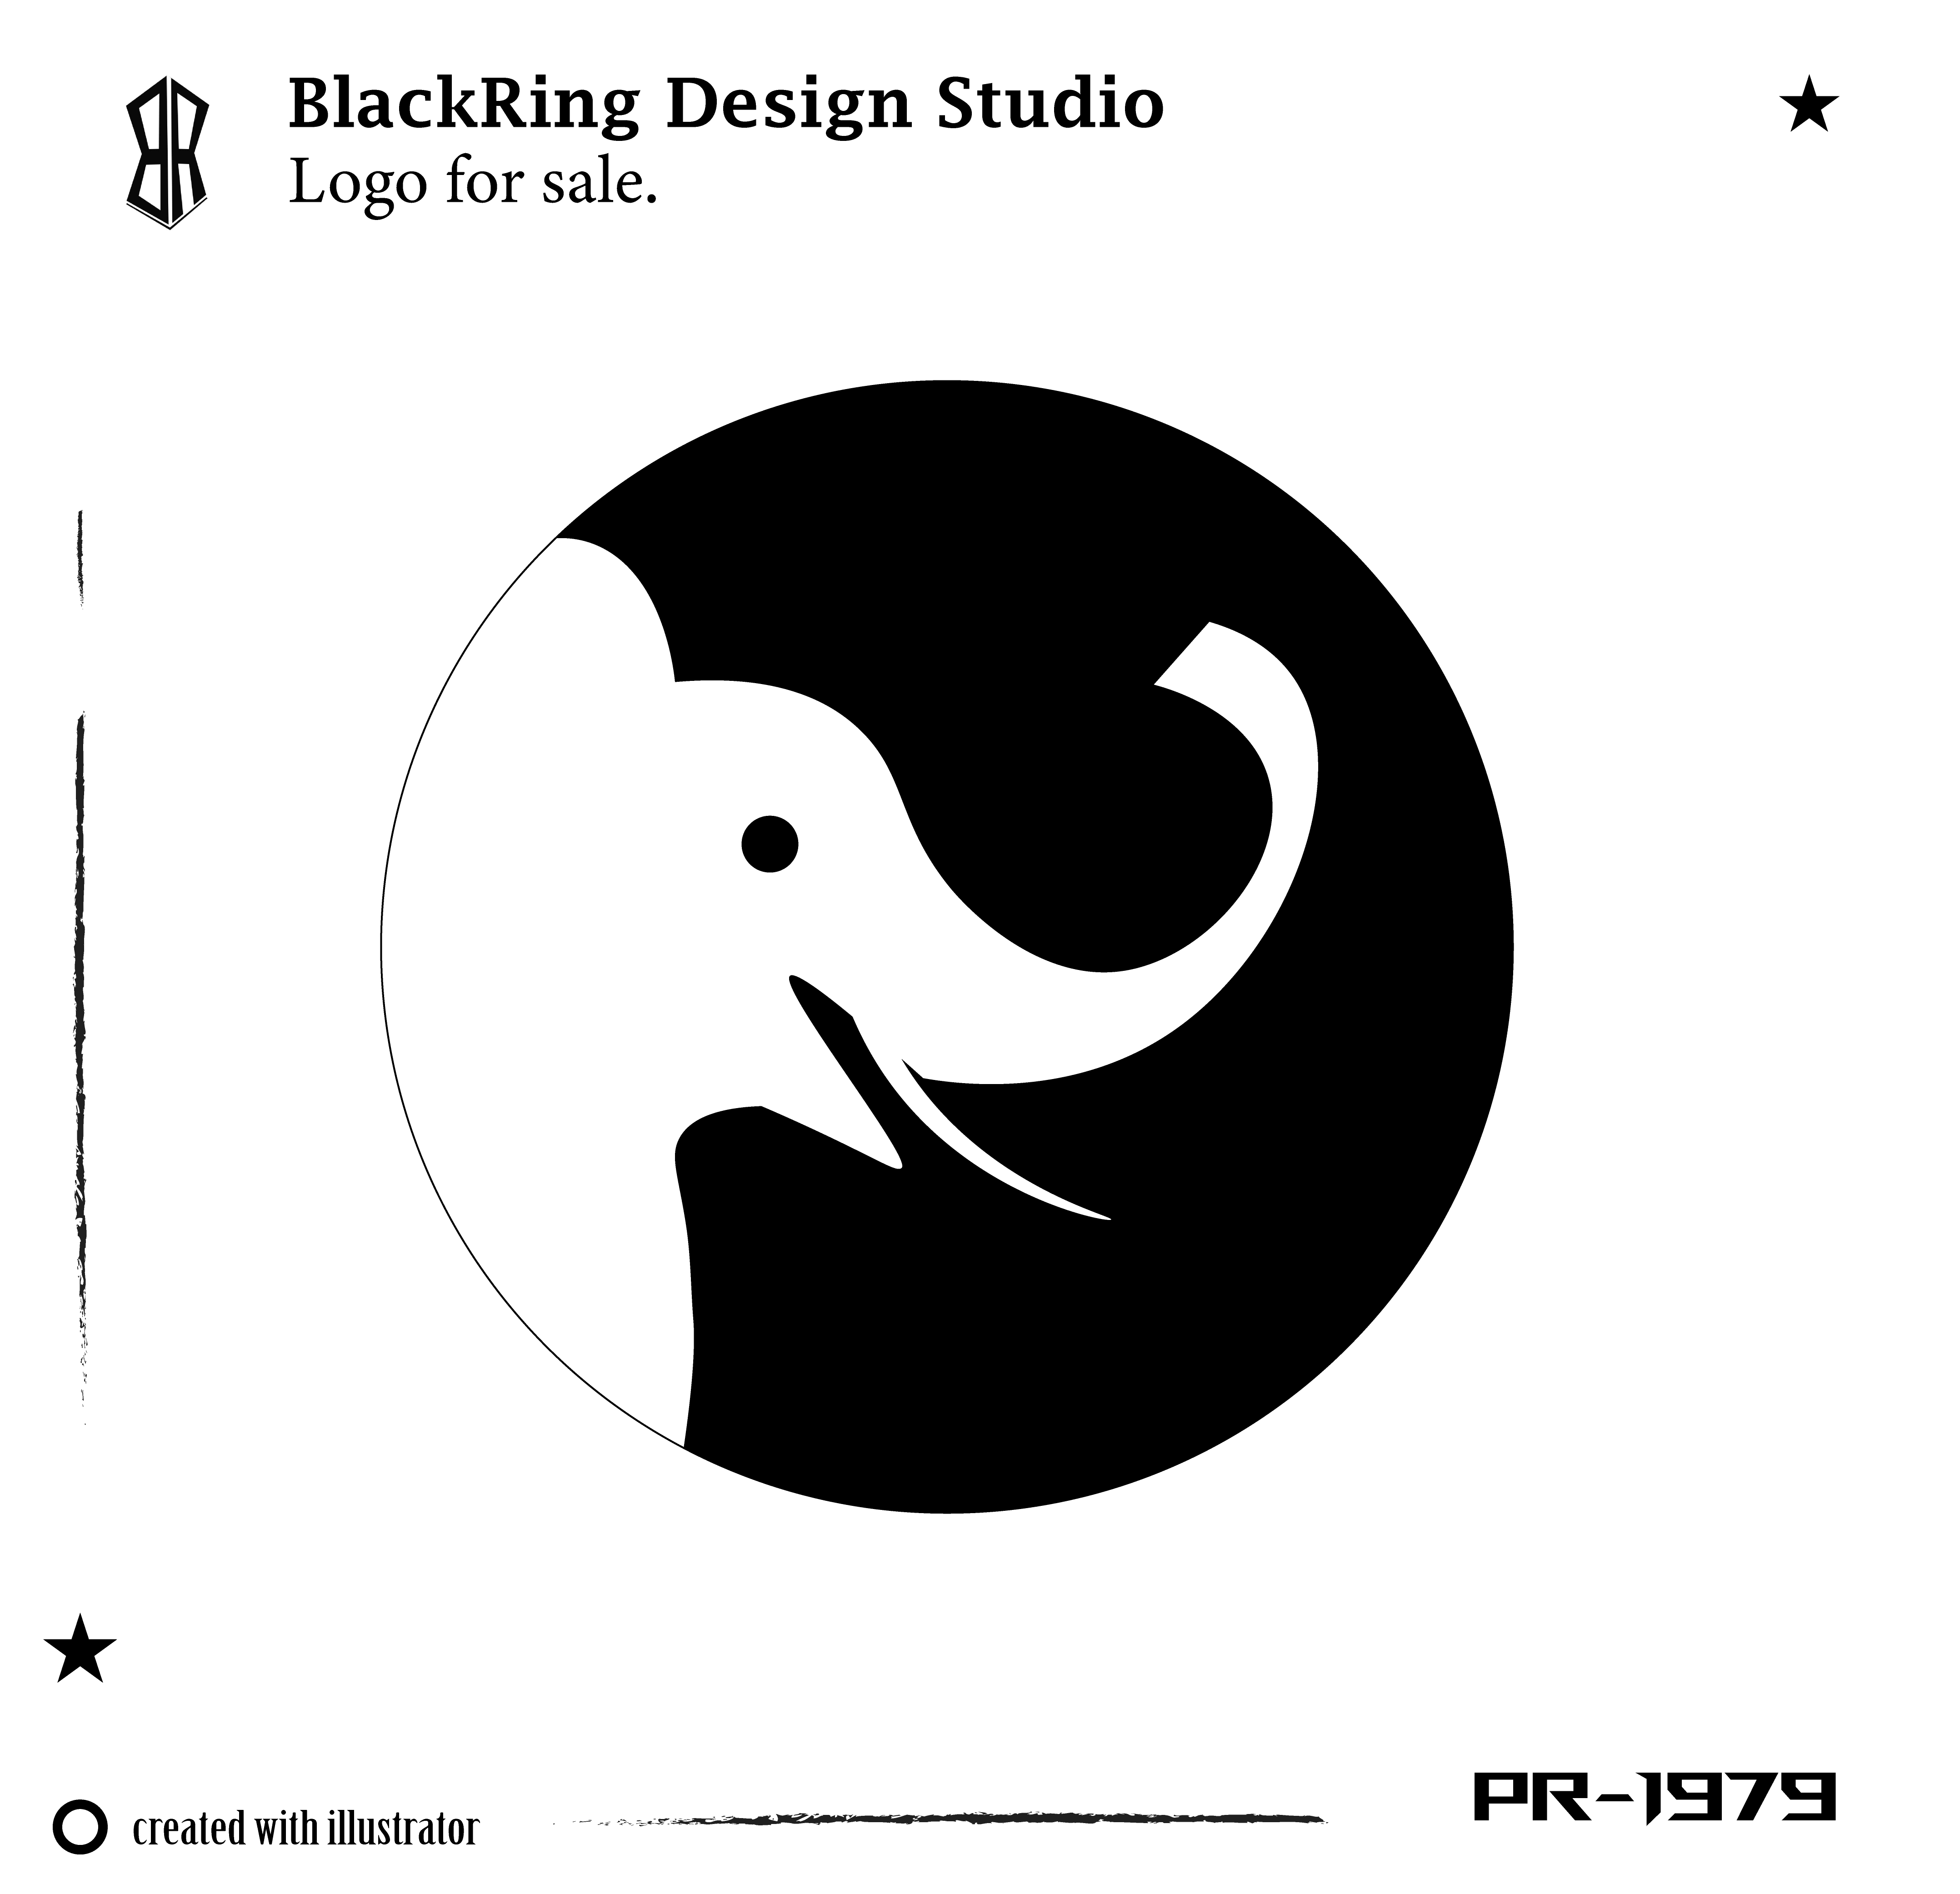 BlackRing Design Studio
Logo for sale.
created with illustrator
PR-1979